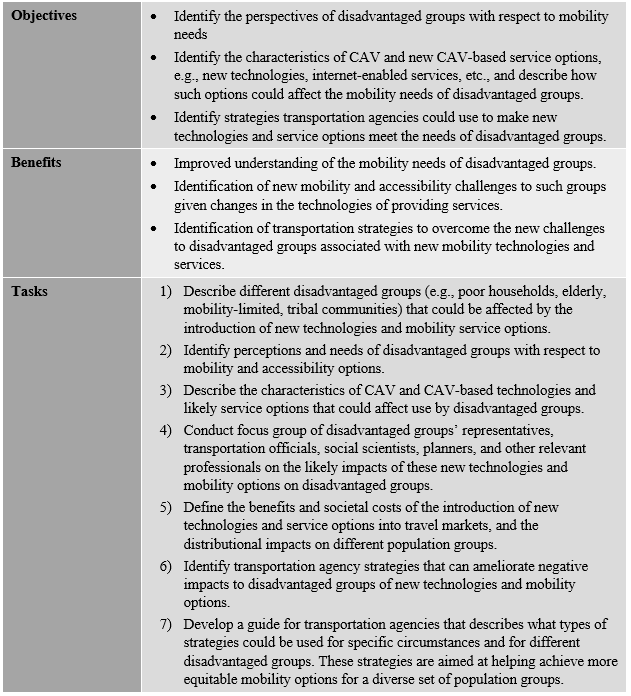 Objectives
• Identify the perspectives of disadvantaged groups with respect to mobility
needs
• Identify the characteristics of CAV and new CAV-based service options,
e.g., new technologies, internet-enabled services, etc., and describe how
such options could affect the mobility needs of disadvantaged groups.
• Identify strategies transportation agencies could use to make new
technologies and service options meet the needs of disadvantaged groups.
Benefits
• Improved understanding of the mobility needs of disadvantaged groups.
• Identification of new mobility and accessibility challenges to such groups
given changes in the technologies of providing services.
• Identification of transportation strategies to overcome the new challenges
to disadvantaged groups associated with new mobility technologies and
services.
Tasks
1) Describe different disadvantaged groups (e.g., poor households, elderly,
mobility-limited, tribal communities) that could be affected by the
introduction of new technologies and mobility service options.
2) Identify perceptions and needs of disadvantaged groups with respect to
mobility and accessibility options.
3) Describe the characteristics of CAV and CAV-based technologies and
likely service options that could affect use by disadvantaged groups.
4) Conduct focus group of disadvantaged groups’ representatives,
transportation officials, social scientists, planners, and other relevant
professionals on the likely impacts of these new technologies and
mobility options on disadvantaged groups.
5) Define the benefits and societal costs of the introduction of new
technologies and service options into travel markets, and the
distributional impacts on different population groups.
6) Identify transportation agency strategies that can ameliorate negative
impacts to disadvantaged groups of new technologies and mobility
options.
7) Develop a guide for transportation agencies that describes what types of
strategies could be used for specific circumstances and for different
disadvantaged groups. These strategies are aimed at helping achieve more
equitable mobility options for a diverse set of population groups.